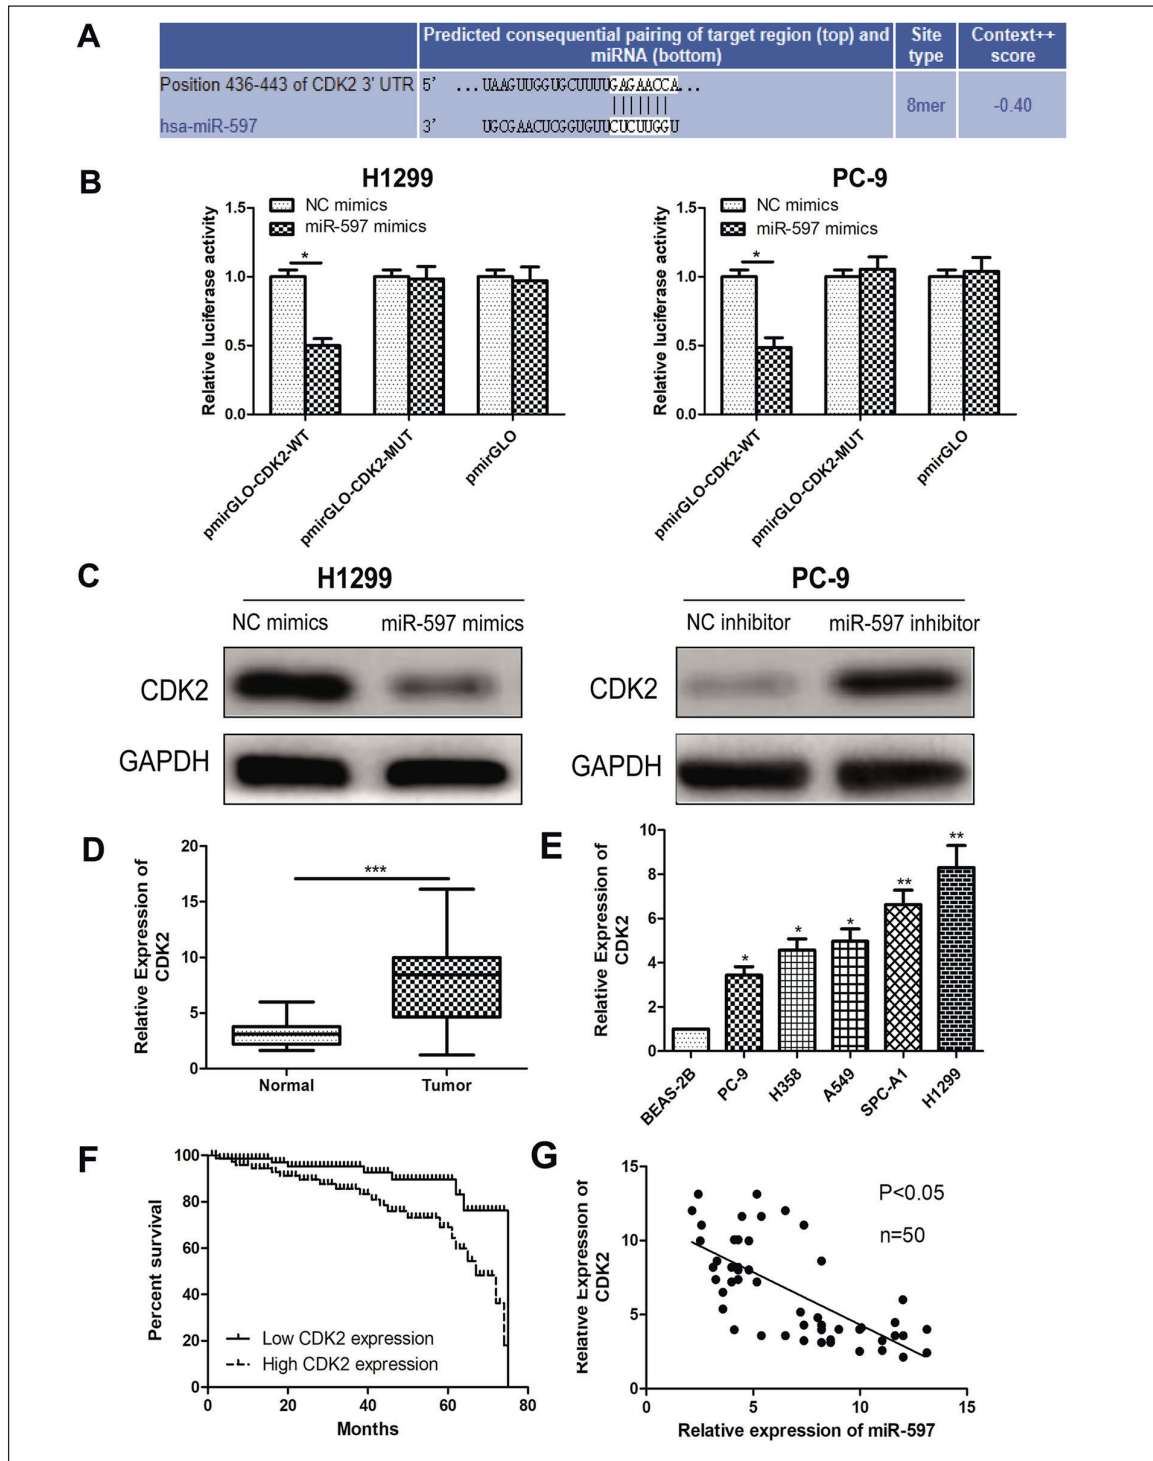 A
Predicted consequential pairing of target region (top) and miRNA (bottom)
Site type
Context++ score
Position 436-443 of CDK2 3' UTR
5' ...UAAGUUGGUGCUUUUGAGAACCA...
hsa-miR-597
3' UGCGAACUCGGUGUUCUCUUGGU
8mer
-0.40
B
H1299
NC mimics
miR-597 mimics
Relative luciferase activity
1.5
1.0
0.5
0.0
*
pmirGLO-CDK2-WT
pmirGLO-CDK2-MUT
pmirGLO
PC-9
NC mimics
miR-597 mimics
Relative luciferase activity
1.5
1.0
0.5
0.0
*
pmirGLO-CDK2-WT
pmirGLO-CDK2-MUT
pmirGLO
C
H1299
NC mimics
miR-597 mimics
CDK2
GAPDH
PC-9
NC inhibitor
miR-597 inhibitor
CDK2
GAPDH
D
Relative Expression of
CDK2
20
15
10
5
0
***
Normal
Tumor
E
Relative Expression of
CDK2
10
8
6
4
2
0
*
*
*
**
**
BEAS-2B
PC-9
H358
A549
SPC-A1
H1299
F
Percent survival
100
80
60
40
20
0
Low CDK2 expression
High CDK2 expression
0
20
40
60
80
Months
G
Relative Expression of
CDK2
15
10
5
0
P<0.05
n=50
0
5
10
15
Relative expression of miR-597